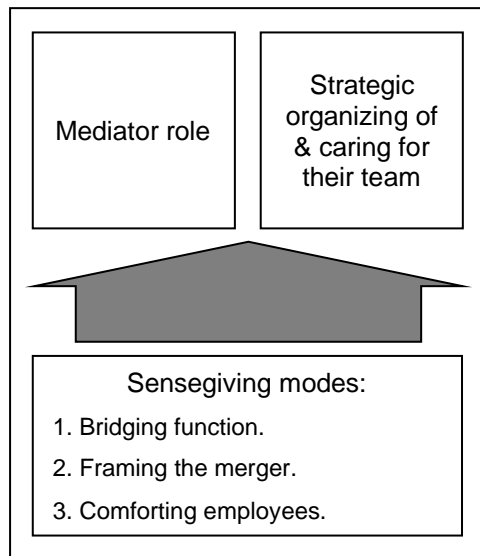 Mediator role
Strategic
organizing of
& caring for
their team
Sensegiving modes:
1. Bridging function.
2. Framing the merger.
3. Comforting employees.